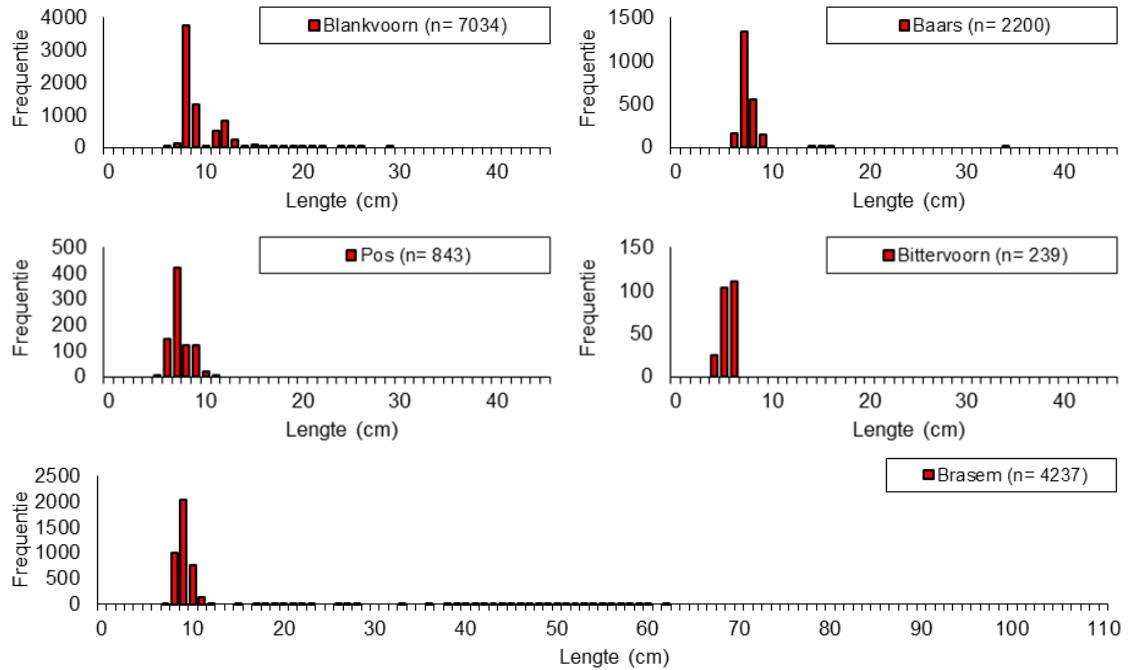 Blankvoorn (n= 7034)
Frequentie
4000
3000
2000
1000
0
0 10 20 30 40
Lengte (cm)
Baars (n= 2200)
Frequentie
1500
1000
500
0
0 10 20 30 40
Lengte (cm)
Pos (n= 843)
Frequentie
500
400
300
200
100
0
0 10 20 30 40
Lengte (cm)
Bittervoorn (n= 239)
Frequentie
150
100
50
0
0 10 20 30 40
Lengte (cm)
Brasem (n= 4237)
Frequentie
2500
2000
1500
1000
500
0
0 10 20 30 40 50 60 70 80 90 100 110
Lengte (cm)